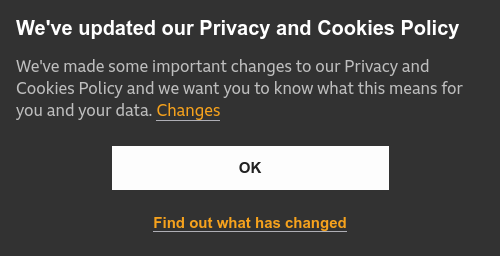 We've updated our Privacy and Cookies Policy
We've made some important changes to our Privacy and
Cookies Policy and we want you to know what this means for
you and your data. Changes
OK
Find out what has changed